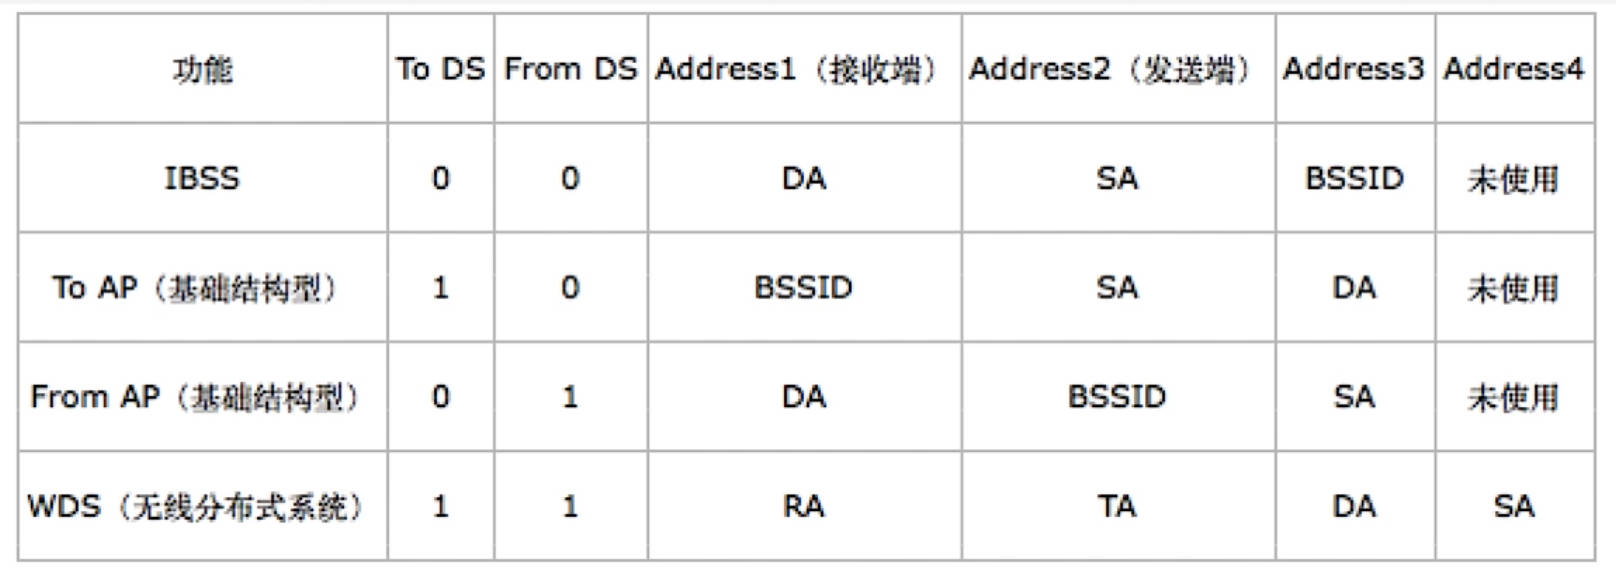 功能 To DS From DS Address1（接收端） Address2（发送端） Address3 Address4
IBSS 0 0 DA SA BSSID 未使用
To AP（基础结构型） 1 0 BSSID SA DA 未使用
From AP（基础结构型） 0 1 DA BSSID SA 未使用
WDS（无线分布式系统） 1 1 RA TA DA SA